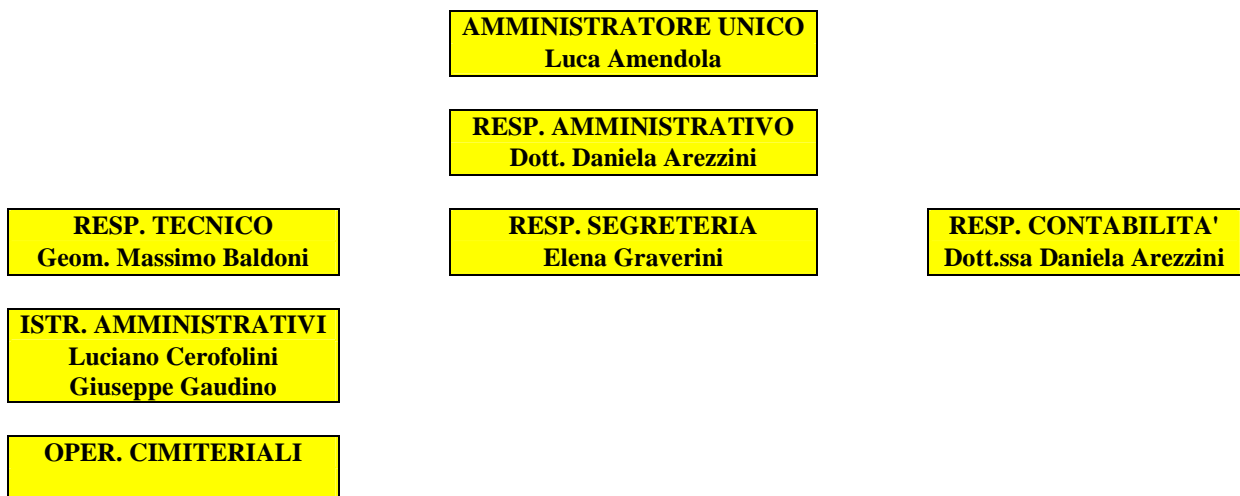 AMMINISTRATORE UNICO
Luca Amendola
RESP. AMMINISTRATIVO
Dott. Daniela Arezzini
RESP. TECNICO
Geom. Massimo Baldoni
RESP. SEGRETERIA
Elena Graverini
RESP. CONTABILITA'
Dott.ssa Daniela Arezzini
ISTR. AMMINISTRATIVI
Luciano Cerofolini
Giuseppe Gaudino
OPER. CIMITERIALI